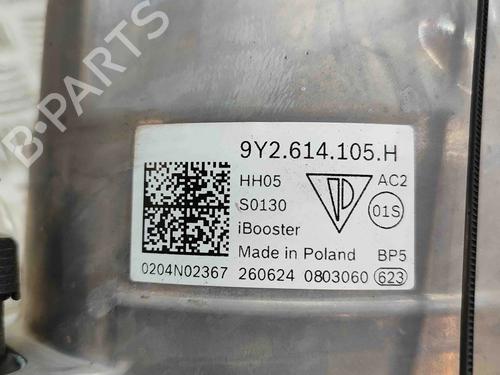 B-PARTS
9Y2.614.105.H
HH05 AC2
S0130 01S
iBooster
Made in Poland BP5
0204N02367 260624 0803060 623